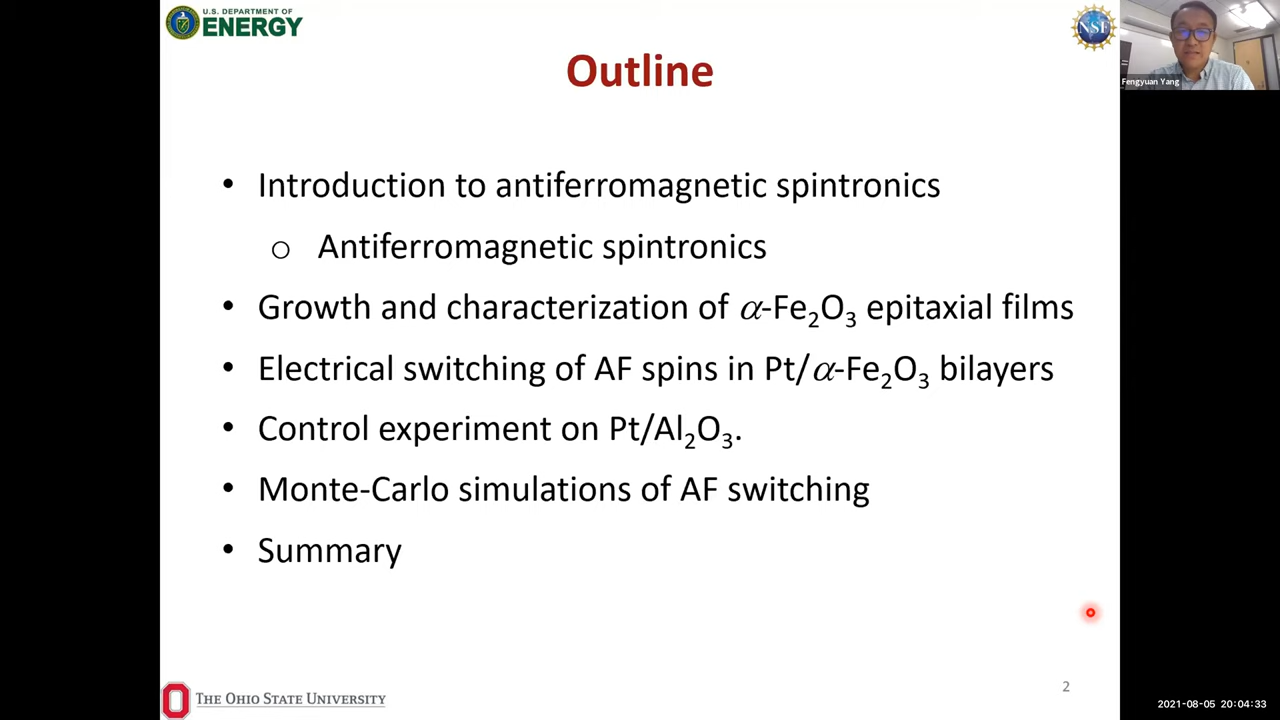 U.S. DEPARTMENT OF
ENERGY
NSF
Fengyuan Yang
Outline
• Introduction to antiferromagnetic spintronics
o Antiferromagnetic spintronics
• Growth and characterization of α-Fe₂O₃ epitaxial films
• Electrical switching of AF spins in Pt/α-Fe₂O₃ bilayers
• Control experiment on Pt/Al₂O₃.
• Monte-Carlo simulations of AF switching
• Summary
THE OHIO STATE UNIVERSITY
2
2021-08-05 20:04:33